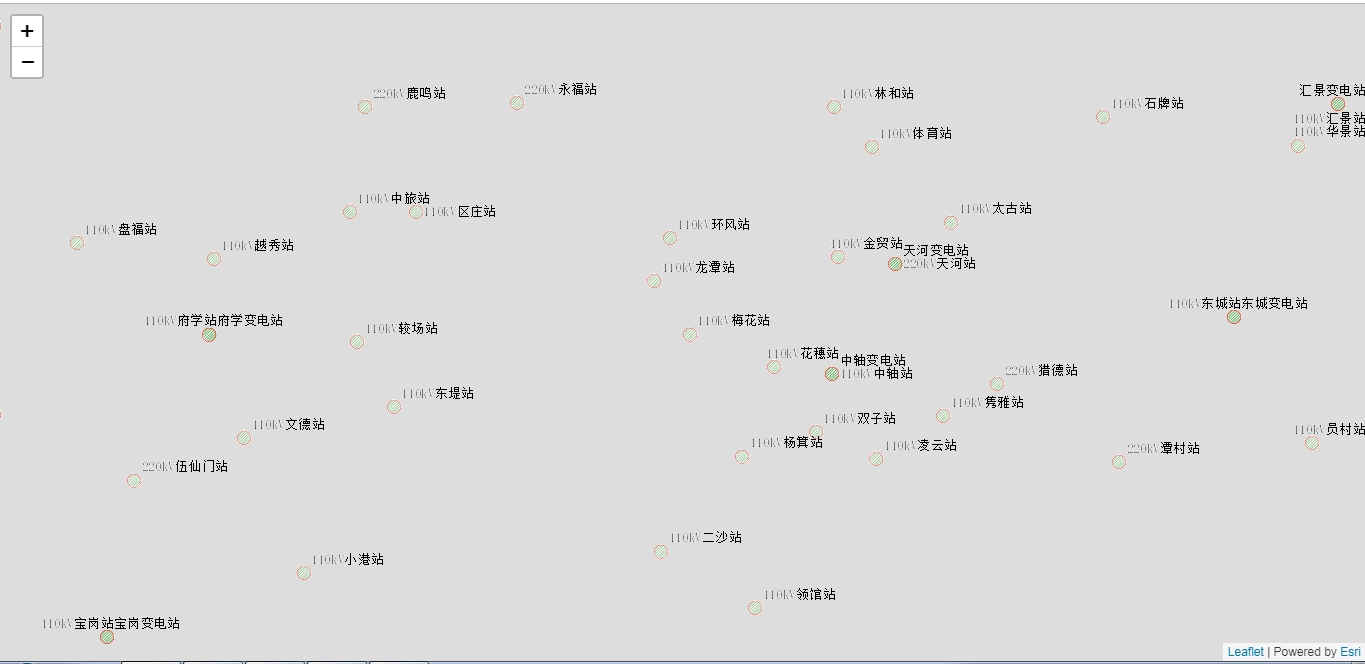 +
−
220kV鹿鸣站
220kV永福站
110kV林和站
110kV石牌站
汇景变电站
110kV汇景站
110kV华景站
110kV体育站
110kV中旅站
110kV区庄站
110kV太古站
110kV盘福站
110kV越秀站
110kV环风站
110kV金贸站
天河变电站
220kV天河站
110kV龙潭站
110kV东城站东城变电站
110kV府学站府学变电站
110kV较场站
110kV梅花站
110kV花穗站
中轴变电站
110kV中轴站
220kV猎德站
110kV东堤站
110kV隽雅站
110kV文德站
110kV双子站
110kV员村站
110kV杨箕站
110kV凌云站
220kV潭村站
220kV伍仙门站
110kV二沙站
110kV小港站
110kV领馆站
110kV宝岗站宝岗变电站
Leaflet | Powered by Esri